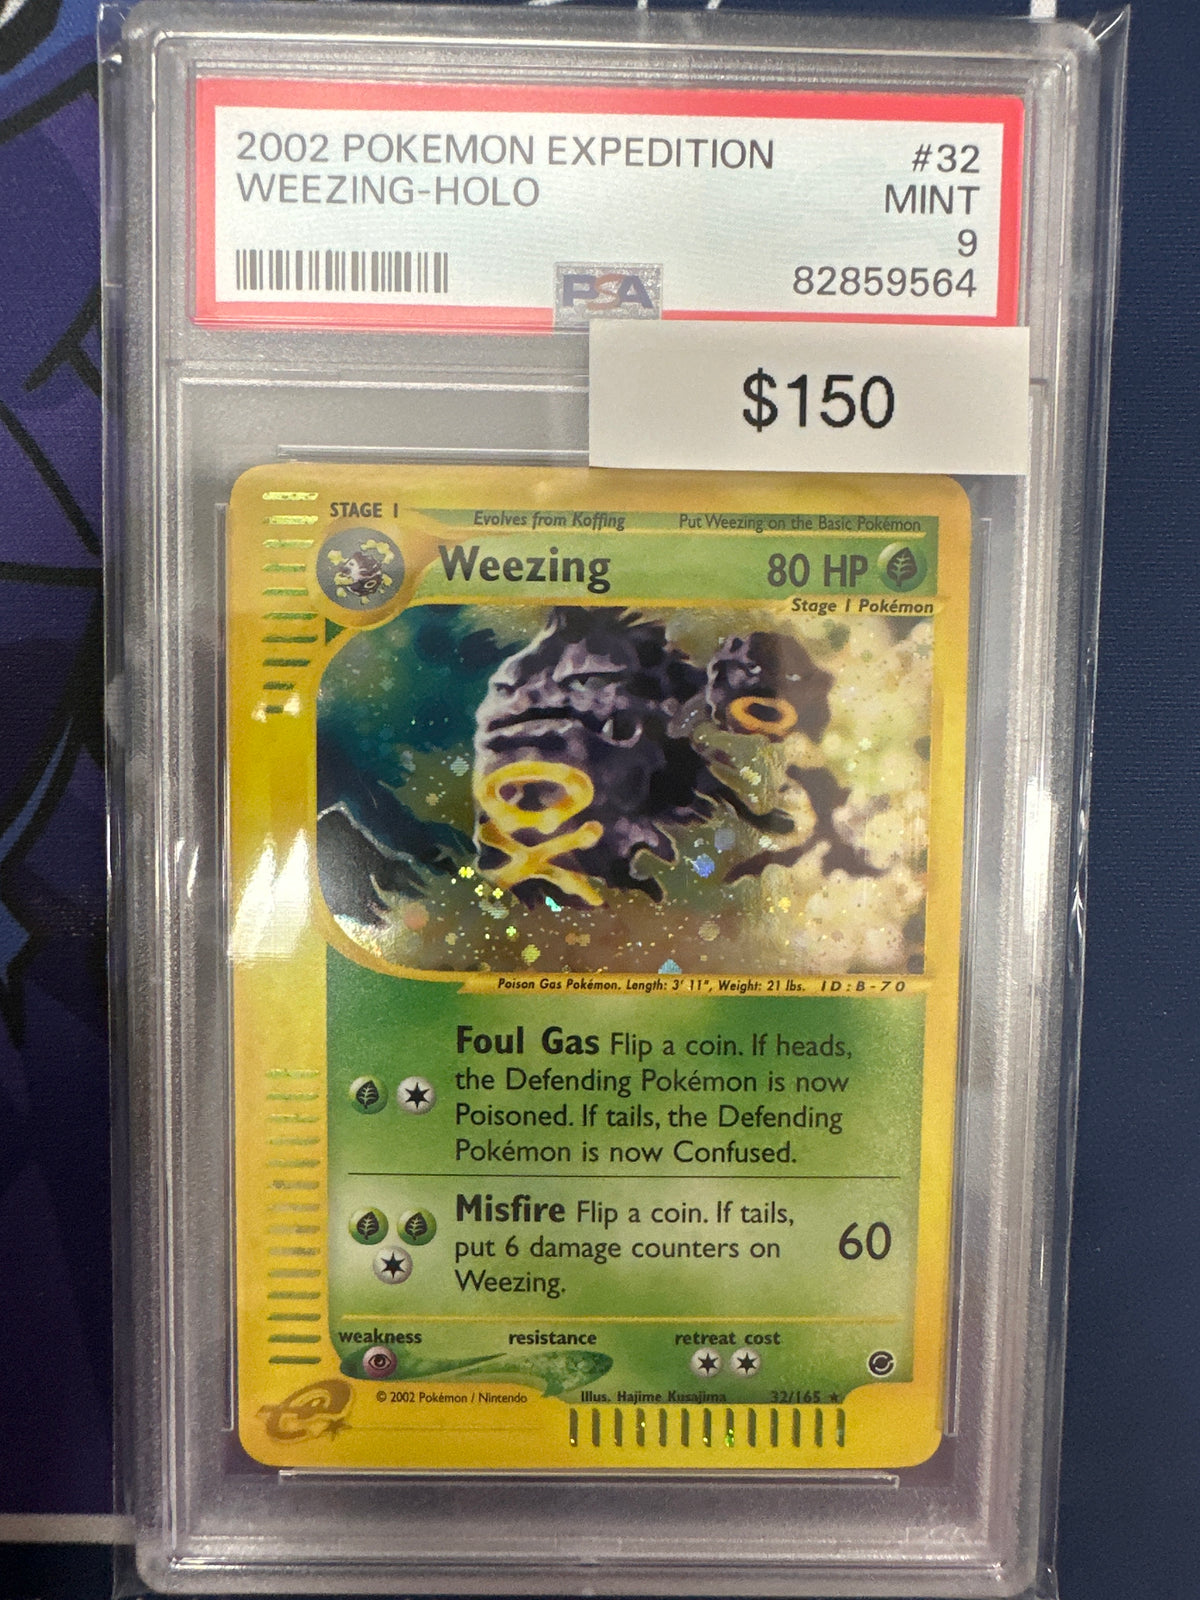 2002 POKEMON EXPEDITION #32
WEEZING-HOLO MINT
9
82859564
PSA
$150
STAGE 1 Evolves from Koffing Put Weezing on the Basic Pokémon
Weezing 80 HP
Stage 1 Pokémon
Poison Gas Pokémon. Length: 3' 11", Weight: 21 lbs. ID:B-70
Foul Gas Flip a coin. If heads,
the Defending Pokémon is now
Poisoned. If tails, the Defending
Pokémon is now Confused.
Misfire Flip a coin. If tails,
put 6 damage counters on 60
Weezing.
weakness resistance retreat cost
© 2002 Pokémon / Nintendo Illus. Hajime Kusajima 32/165 ★
e